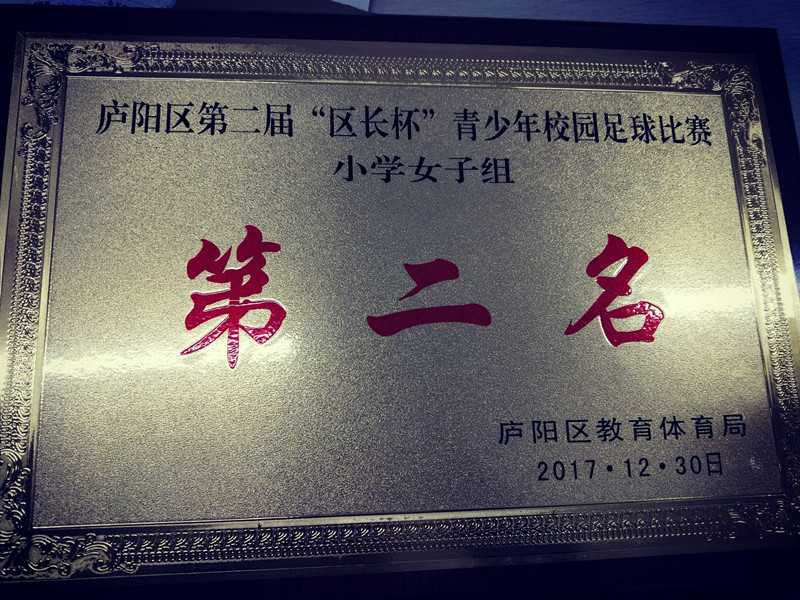 庐阳区第二届“区长杯”青少年校园足球比赛
小学女子组
第二名
庐阳区教育体育局
2017·12·30日